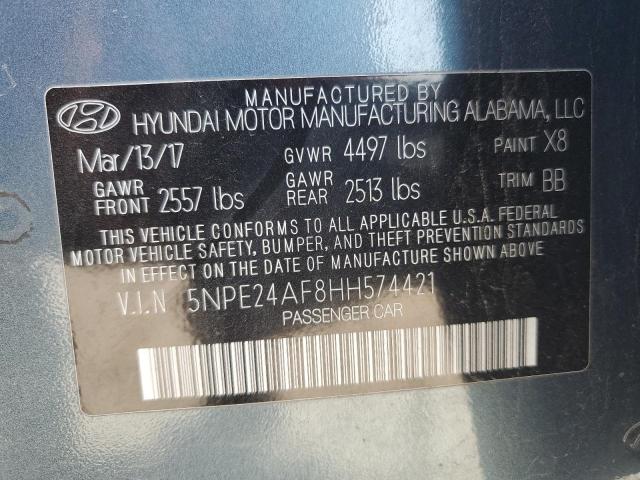 MANUFACTURED BY
HYUNDAI MOTOR MANUFACTURING ALABAMA, LLC
Mar/13/17 GVWR 4497 lbs PAINT X8
GAWR FRONT 2557 lbs GAWR REAR 2513 lbs TRIM BB
THIS VEHICLE CONFORMS TO ALL APPLICABLE U.S.A. FEDERAL
MOTOR VEHICLE SAFETY, BUMPER, AND THEFT PREVENTION STANDARDS
IN EFFECT ON THE DATE OF MANUFACTURE SHOWN ABOVE
V.I.N 5NPE24AF8HH574421
PASSENGER CAR